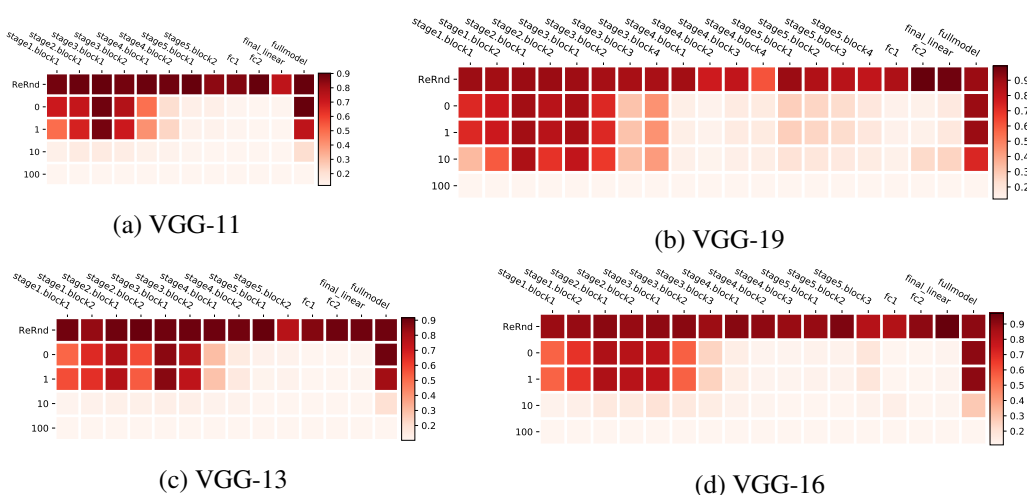 stage1.block1
stage2.block1
stage3.block1
stage3.block2
stage4.block1
stage4.block2
stage5.block1
stage5.block2
fc1
fc2
final_linear
fullmodel
ReRnd
0
1
10
100
0.9
0.8
0.7
0.6
0.5
0.4
0.3
0.2
(a) VGG-11
stage1.block1
stage1.block2
stage2.block1
stage2.block2
stage3.block1
stage3.block2
stage3.block3
stage3.block4
stage4.block1
stage4.block2
stage4.block3
stage4.block4
stage5.block1
stage5.block2
stage5.block3
stage5.block4
fc1
fc2
final_linear
fullmodel
ReRnd
0
1
10
100
0.9
0.8
0.7
0.6
0.5
0.4
0.3
0.2
(b) VGG-19
stage1.block1
stage1.block2
stage2.block1
stage2.block2
stage3.block1
stage3.block2
stage4.block1
stage4.block2
stage5.block1
stage5.block2
fc1
fc2
final_linear
fullmodel
ReRnd
0
1
10
100
0.9
0.8
0.7
0.6
0.5
0.4
0.3
0.2
(c) VGG-13
stage1.block1
stage1.block2
stage2.block1
stage2.block2
stage3.block1
stage3.block2
stage3.block3
stage4.block1
stage4.block2
stage4.block3
stage5.block1
stage5.block2
stage5.block3
fc1
fc2
final_linear
fullmodel
ReRnd
0
1
10
100
0.9
0.8
0.7
0.6
0.5
0.4
0.3
0.2
(d) VGG-16